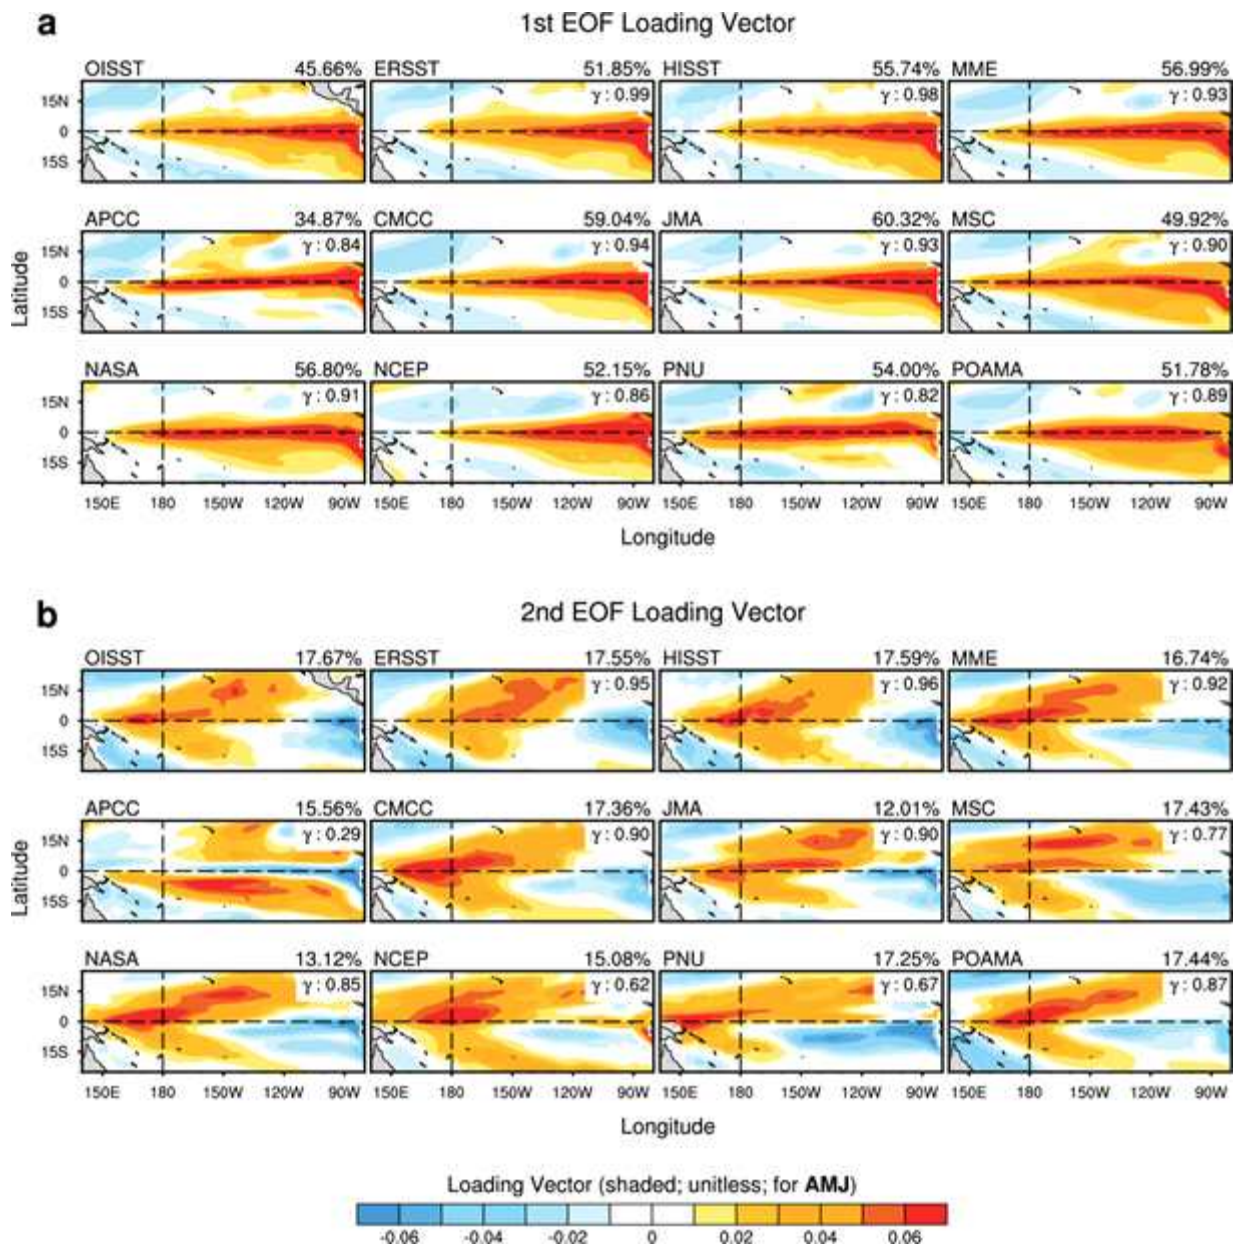 a
1st EOF Loading Vector
OISST 45.66% ERSST 51.85% HISST 55.74% MME 56.99%
15N γ : 0.99 γ : 0.98 γ : 0.93
0
15S
APCC 34.87% CMCC 59.04% JMA 60.32% MSC 49.92%
15N γ : 0.84 γ : 0.94 γ : 0.93 γ : 0.90
0
15S
Latitude
NASA 56.80% NCEP 52.15% PNU 54.00% POAMA 51.78%
15N γ : 0.91 γ : 0.86 γ : 0.82 γ : 0.89
0
15S
150E 180 150W 120W 90W 150E 180 150W 120W 90W 150E 180 150W 120W 90W 150E 180 150W 120W 90W
Longitude
b
2nd EOF Loading Vector
OISST 17.67% ERSST 17.55% HISST 17.59% MME 16.74%
15N γ : 0.95 γ : 0.96 γ : 0.92
0
15S
APCC 15.56% CMCC 17.36% JMA 12.01% MSC 17.43%
15N γ : 0.29 γ : 0.90 γ : 0.90 γ : 0.77
0
15S
Latitude
NASA 13.12% NCEP 15.08% PNU 17.25% POAMA 17.44%
15N γ : 0.85 γ : 0.62 γ : 0.67 γ : 0.87
0
15S
150E 180 150W 120W 90W 150E 180 150W 120W 90W 150E 180 150W 120W 90W 150E 180 150W 120W 90W
Longitude
Loading Vector (shaded; unitless; for AMJ)
-0.06 -0.04 -0.02 0 0.02 0.04 0.06